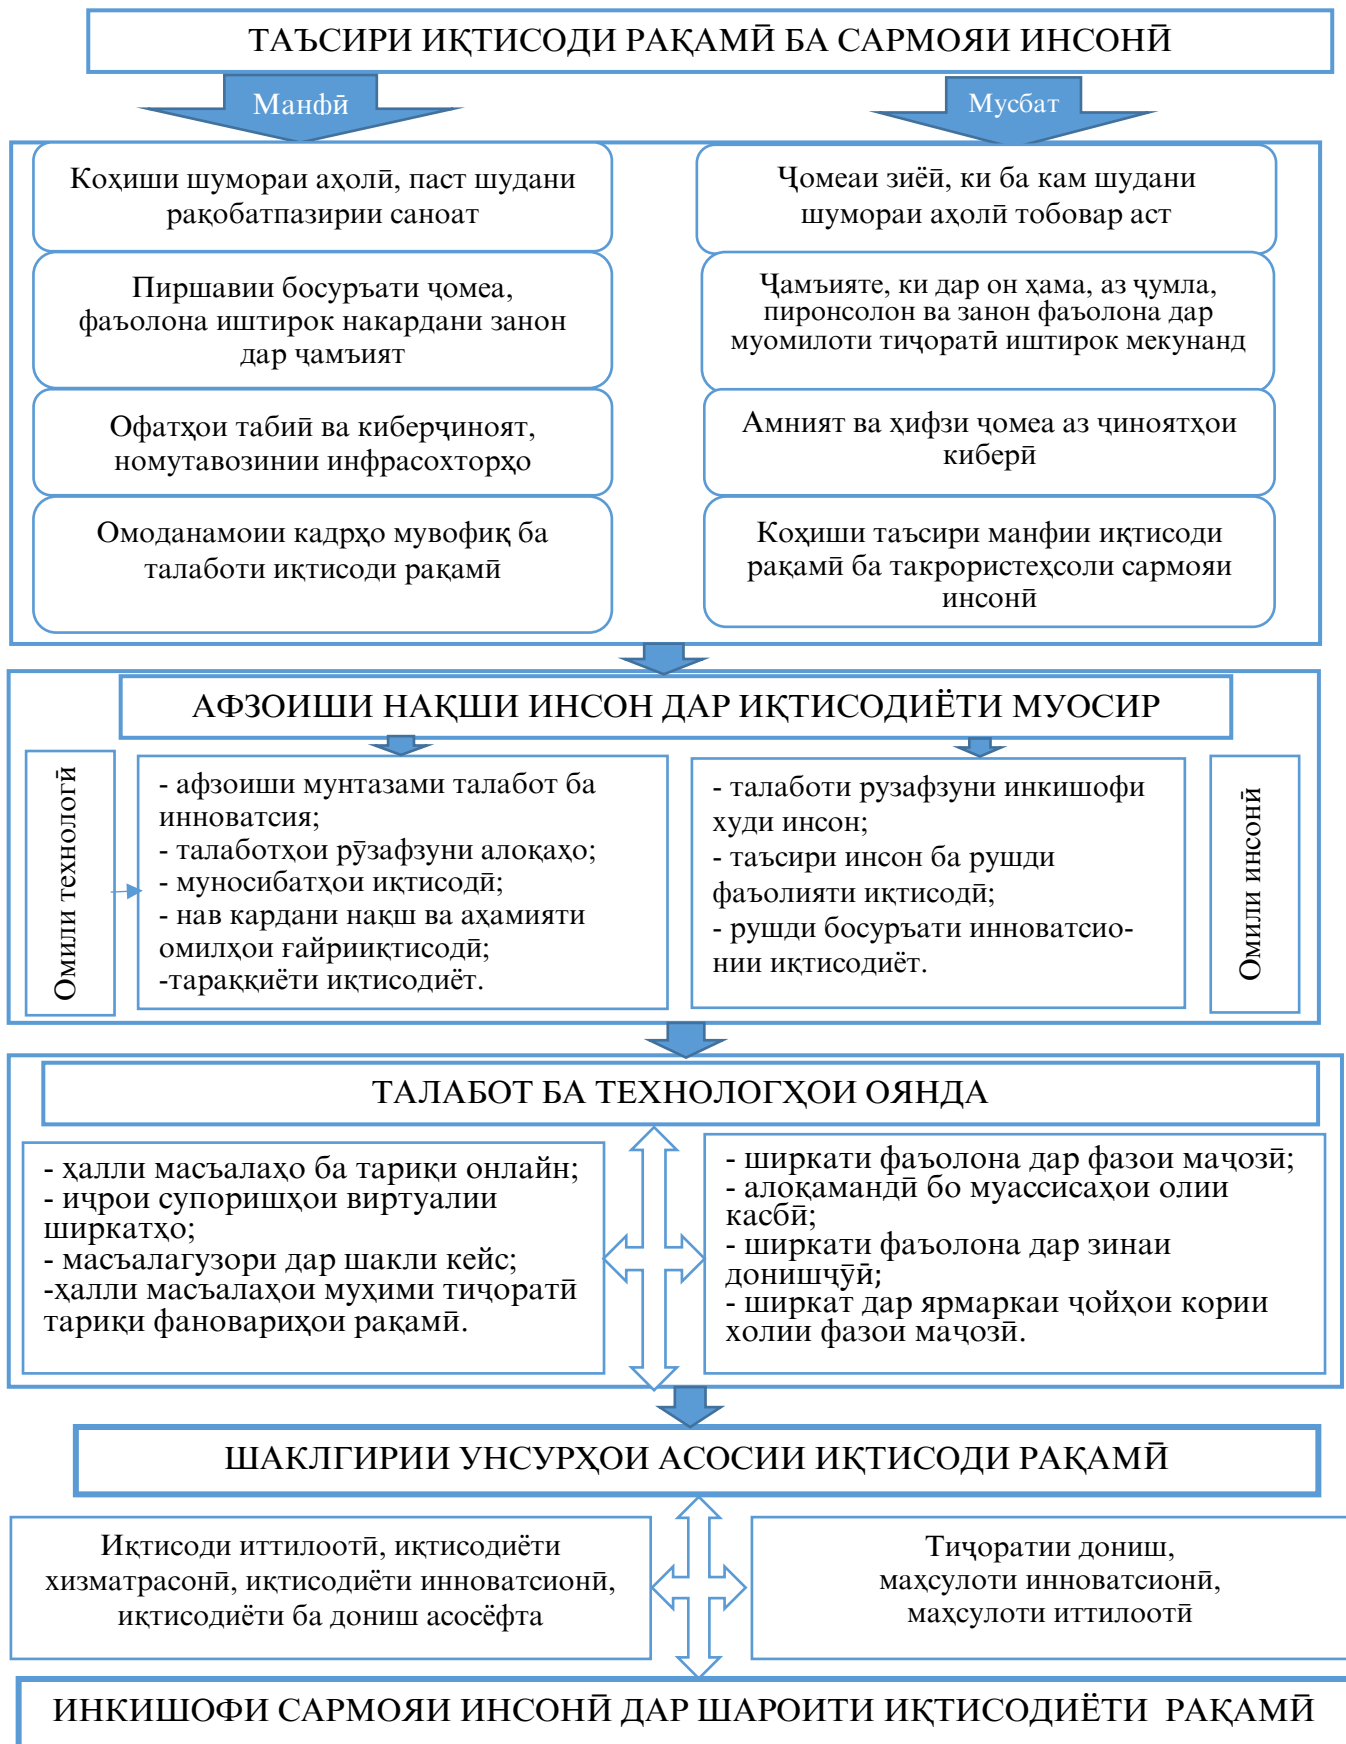 ТАЪСИРИ ИҚТИСОДИ РАҚАМӢ БА САРМОЯИ ИНСОНӢ
Манфӣ
Мусбат
Коҳиши шумораи аҳолӣ, паст шудани
рақобатпазирии саноат
Ҷомеаи зиёӣ, ки ба кам шудани
шумораи аҳолӣ тобовар аст
Пиршавии босуръати ҷомеа,
фаъолона иштирок накардани занон
дар ҷамъият
Ҷамъияте, ки дар он ҳама, аз ҷумла,
пиронсолон ва занон фаъолона дар
муомилоти тиҷоратӣ иштирок мекунанд
Офатҳои табиӣ ва киберҷиноят,
номутавозинии инфрасохторҳо
Амният ва ҳифзи ҷомеа аз ҷиноятҳои
киберӣ
Омоданамоии кадрҳо мувофиқ ба
талаботи иқтисоди рақамӣ
Коҳиши таъсири манфии иқтисоди
рақамӣ ба такрористеҳсоли сармояи
инсонӣ
АФЗОИШИ НАҚШИ ИНСОН ДАР ИҚТИСОДИЁТИ МУОСИР
Омили технологӣ
- афзоиши мунтазами талабот ба
инноватсия;
- талаботҳои рӯзафзуни алоқаҳо;
- муносибатҳои иқтисодӣ;
- нав кардани нақш ва аҳамияти
омилҳои ғайрииқтисодӣ;
-тараққиёти иқтисодиёт.
- талаботи рузафзуни инкишофи
худи инсон;
- таъсири инсон ба рушди
фаъолияти иқтисодӣ;
- рушди босуръати инноватсио-
нии иқтисодиёт.
Омили инсонӣ
ТАЛАБОТ БА ТЕХНОЛОГҲОИ ОЯНДА
- ҳалли масъалаҳо ба тариқи онлайн;
- иҷрои супоришҳои виртуалии
ширкатҳо;
- масъалагузори дар шакли кейс;
-ҳалли масъалаҳои муҳими тиҷоратӣ
тариқи фановариҳои рақамӣ.
- ширкати фаъолона дар фазои маҷозӣ;
- алоқамандӣ бо муассисаҳои олии
касбӣ;
- ширкати фаъолона дар зинаи
донишҷӯӣ;
- ширкат дар ярмаркаи ҷойҳои кории
холии фазои маҷозӣ.
ШАКЛГИРИИ УНСУРҲОИ АСОСИИ ИҚТИСОДИ РАҚАМӢ
Иқтисоди иттилоотӣ, иқтисодиёти
хизматрасонӣ, иқтисодиёти инноватсионӣ,
иқтисодиёти ба дониш асосёфта
Тиҷоратии дониш,
маҳсулоти инноватсионӣ,
маҳсулоти иттилоотӣ
ИНКИШОФИ САРМОЯИ ИНСОНӢ ДАР ШАРОИТИ ИҚТИСОДИЁТИ РАҚАМӢ